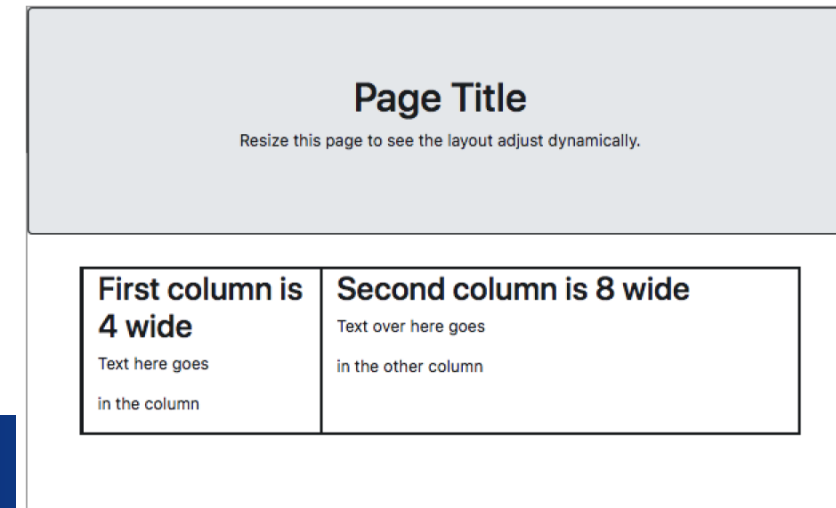 Page Title
Resize this page to see the layout adjust dynamically.
First column is
4 wide
Text here goes
in the column
Second column is 8 wide
Text over here goes
in the other column